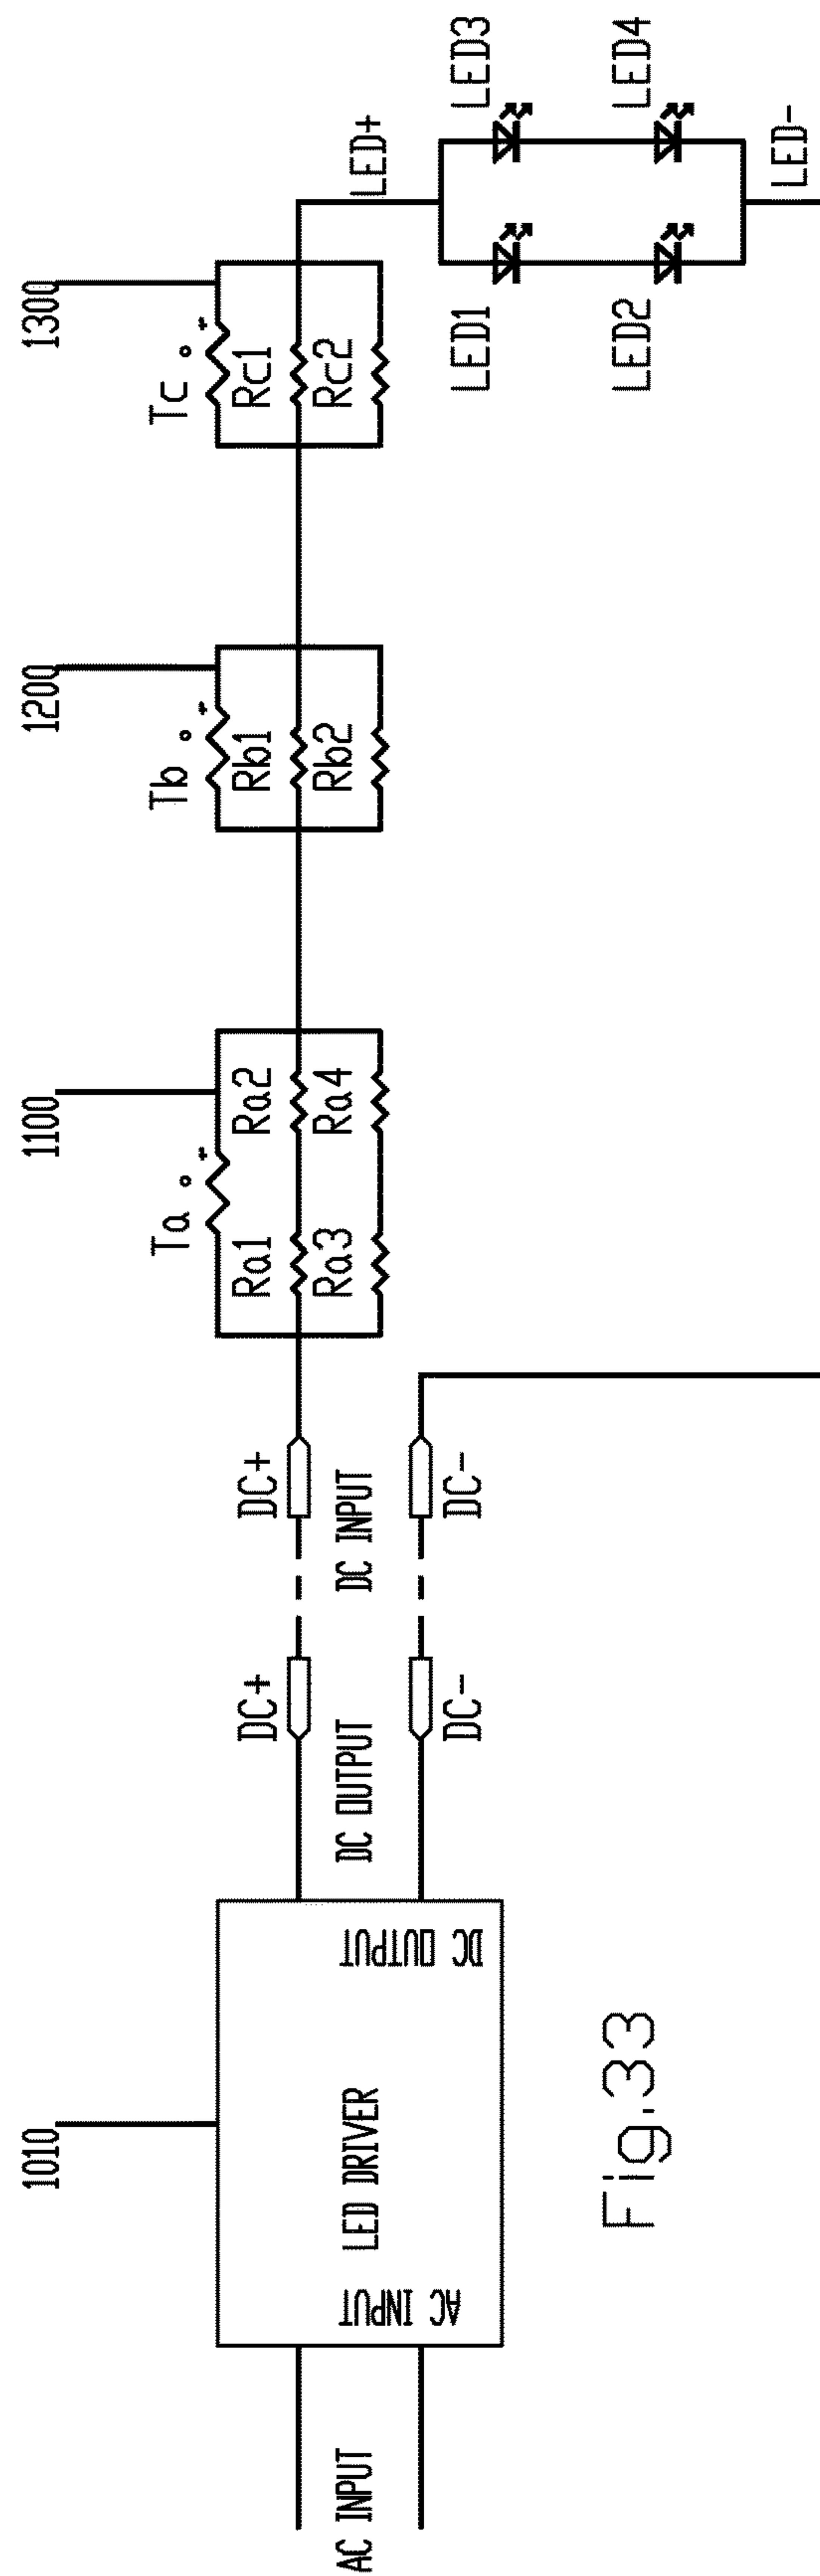 1010
1100
1200
1300
Ta
Tb
Tc
Ra1
Ra2
Rb1
Rc1
Ra3
Ra4
Rb2
Rc2
LED+
LED1
LED3
LED2
LED4
LED-
AC INPUT
AC INPUT
LED DRIVER
DC OUTPUT
DC OUTPUT
DC+
DC-
DC INPUT
DC+
DC-
Fig.33